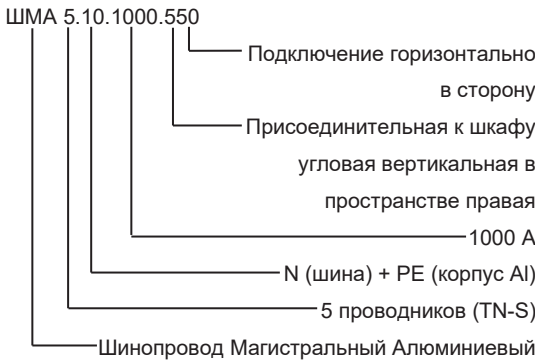 ШМА 5.10.1000.550
Подключение горизонтально
в сторону
Присоединительная к шкафу
угловая вертикальная в
пространстве правая
1000 А
N (шина) + PE (корпус Al)
5 проводников (TN-S)
Шинопровод Магистральный Алюминиевый